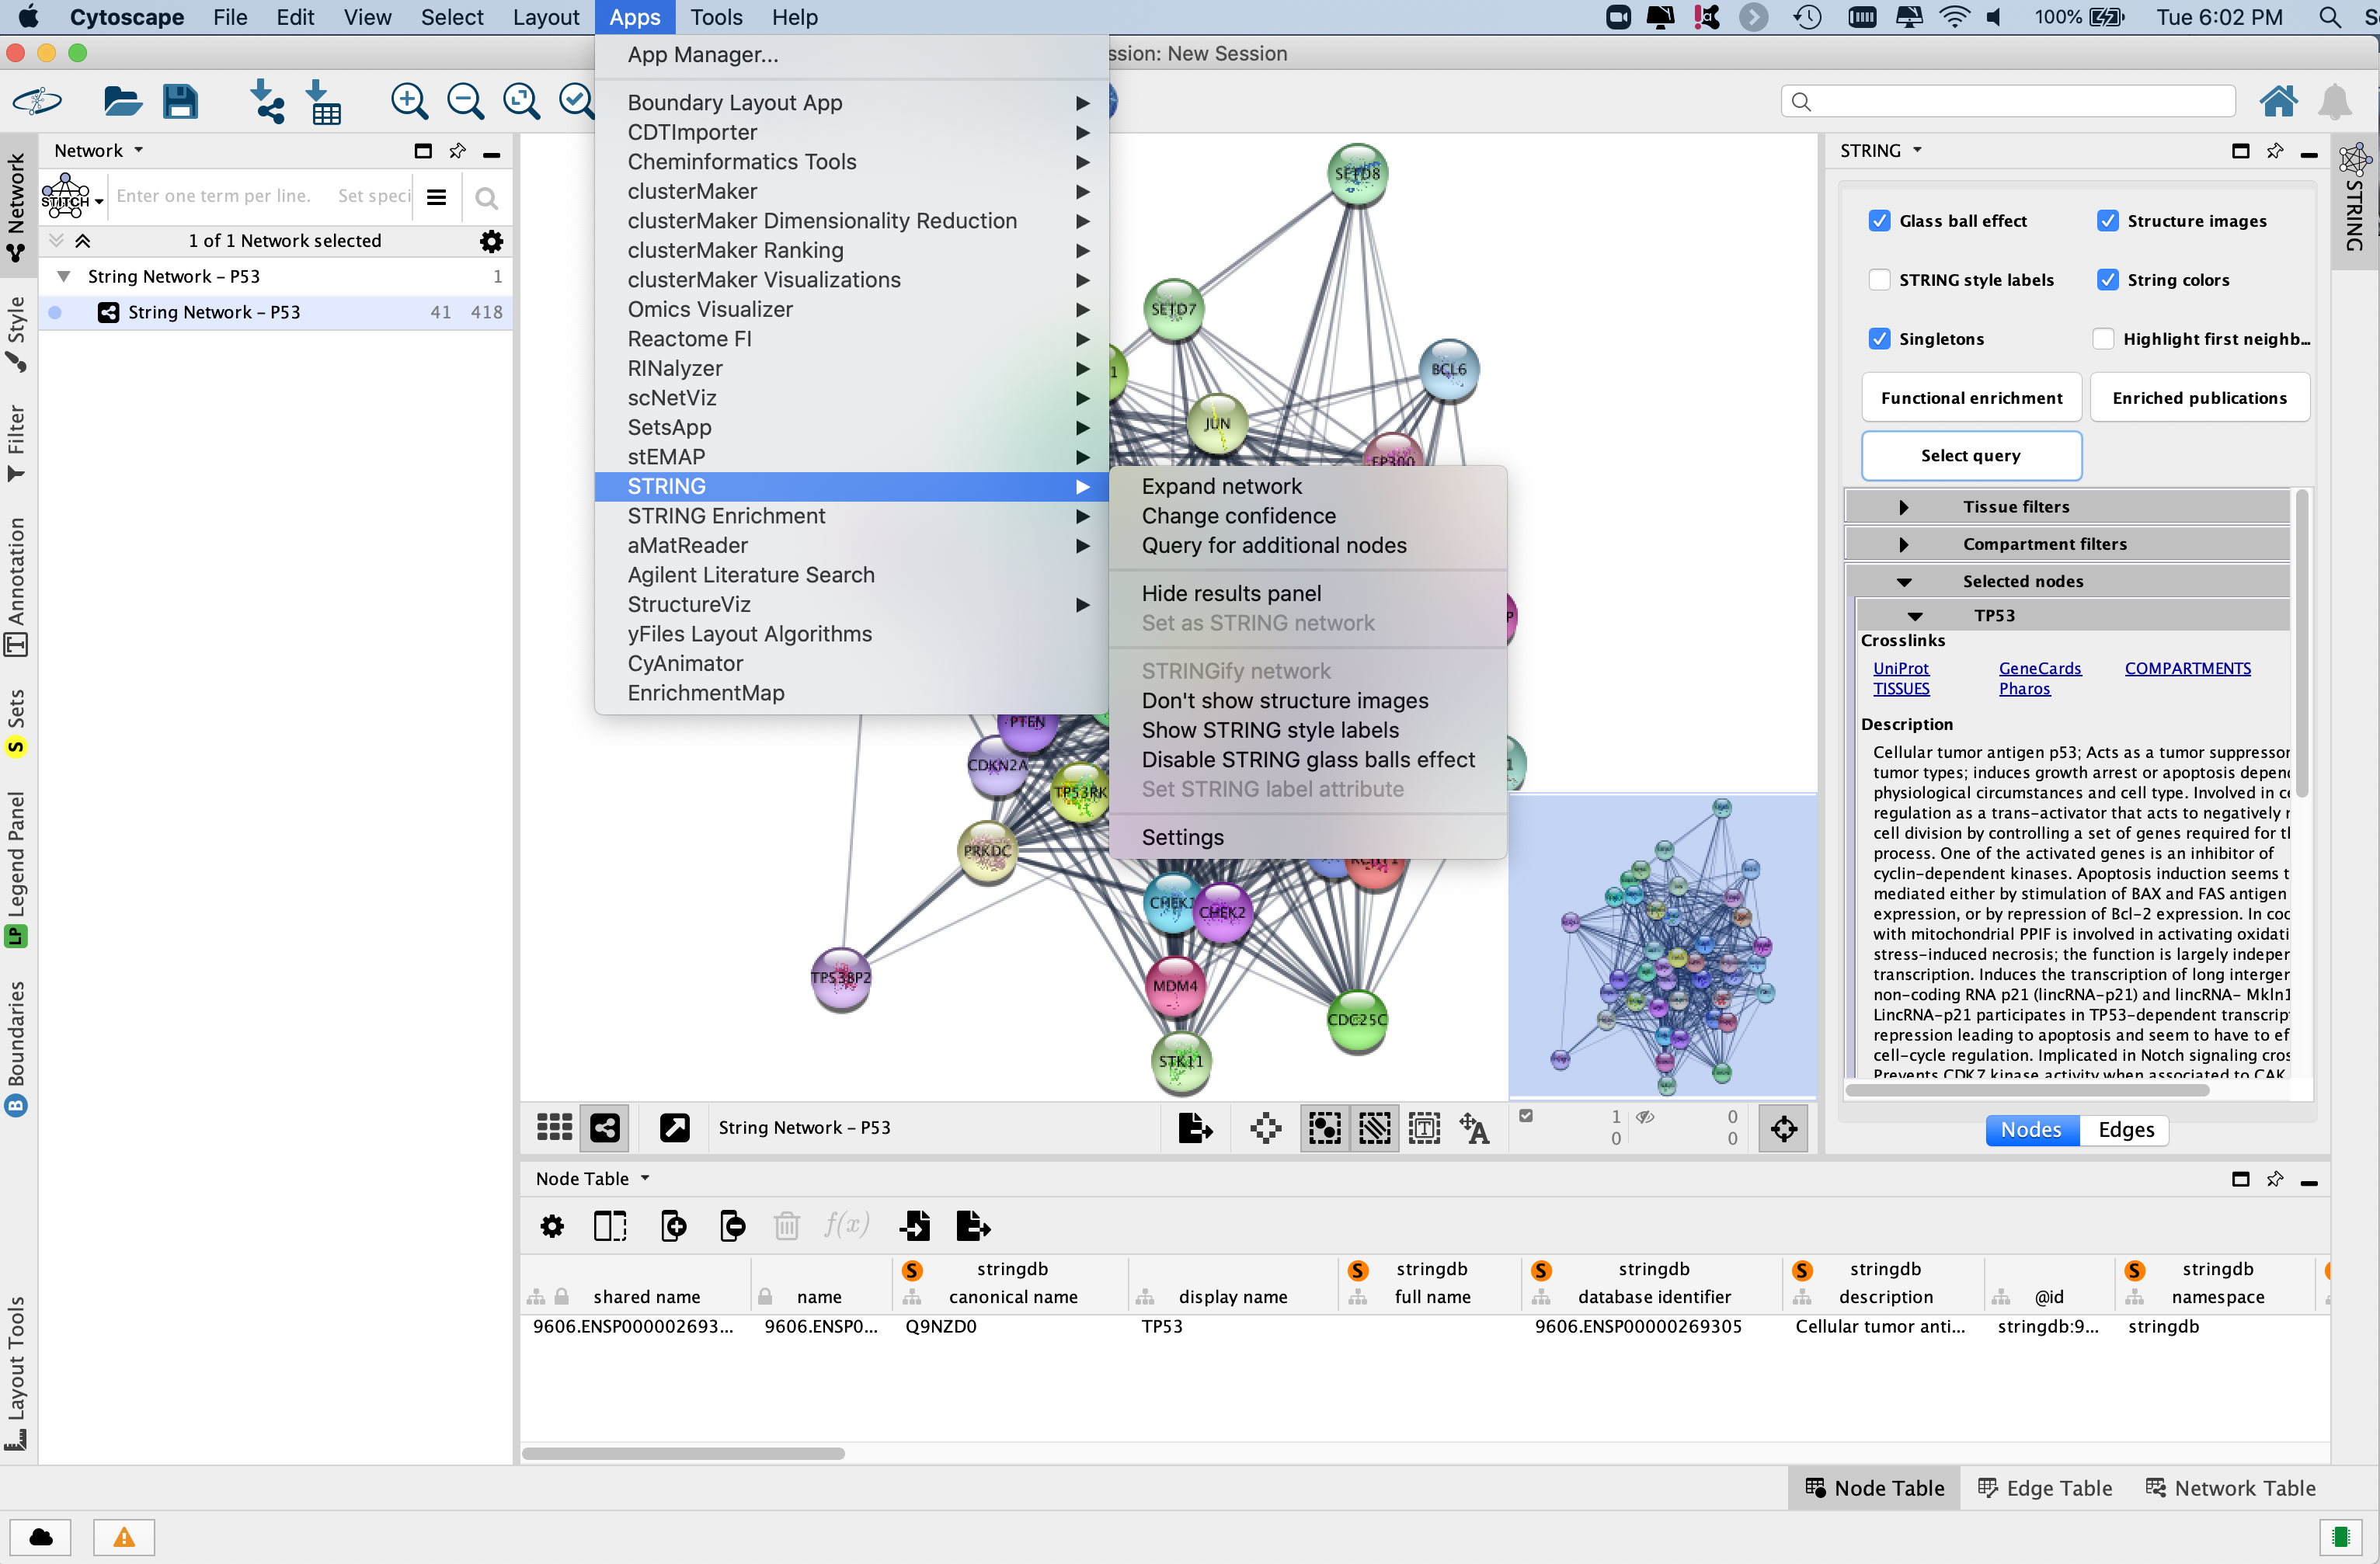 Cytoscape File Edit View Select Layout Apps Tools Help 100% Tue 6:02 PM
ssion: New Session
App Manager...
Boundary Layout App
CDTImporter
Cheminformatics Tools
clusterMaker
clusterMaker Dimensionality Reduction
clusterMaker Ranking
clusterMaker Visualizations
Omics Visualizer
Reactome FI
RINalyzer
scNetViz
SetsApp
stEMAP
STRING
STRING Enrichment
aMatReader
Agilent Literature Search
StructureViz
yFiles Layout Algorithms
CyAnimator
EnrichmentMap
Expand network
Change confidence
Query for additional nodes
Hide results panel
Set as STRING network
STRINGify network
Don't show structure images
Show STRING style labels
Disable STRING glass balls effect
Set STRING label attribute
Settings
Network
Style
Filter
Annotation
Sets
Legend Panel
Boundaries
Layout Tools
Network
STITCH Enter one term per line. Set speci
1 of 1 Network selected
String Network – P53 1
String Network – P53 41 418
SETD8
SETD7
BCL6
JUN
EP300
PTEN
CDKN2A
TP53RK
PRKDC
CHEK1
CHEK2
TP53BP2
MDM4
CDC25C
STK11
String Network – P53
1 0
0 0
STRING
STRING
Glass ball effect Structure images
STRING style labels String colors
Singletons Highlight first neighb...
Functional enrichment Enriched publications
Select query
Tissue filters
Compartment filters
Selected nodes
TP53
Crosslinks
UniProt GeneCards COMPARTMENTS
TISSUES Pharos
Description
Cellular tumor antigen p53; Acts as a tumor suppressor
tumor types; induces growth arrest or apoptosis depen
physiological circumstances and cell type. Involved in c
regulation as a trans-activator that acts to negatively r
cell division by controlling a set of genes required for t
process. One of the activated genes is an inhibitor of
cyclin-dependent kinases. Apoptosis induction seems t
mediated either by stimulation of BAX and FAS antigen
expression, or by repression of Bcl-2 expression. In coo
with mitochondrial PPIF is involved in activating oxidati
stress-induced necrosis; the function is largely indeper
transcription. Induces the transcription of long interger
non-coding RNA p21 (lincRNA-p21) and lincRNA- Mkln1
LincRNA-p21 participates in TP53-dependent transcrip
repression leading to apoptosis and seem to have to ef
cell-cycle regulation. Implicated in Notch signaling cros
Prevents CDK7 kinase activity when associated to CAK
Nodes Edges
Node Table
f(x)
shared name name stringdb canonical name display name stringdb full name stringdb database identifier stringdb description @id stringdb namespace
9606.ENSP000002693... 9606.ENSP0... Q9NZD0 TP53 9606.ENSP00000269305 Cellular tumor anti... stringdb:9... stringdb
Node Table Edge Table Network Table